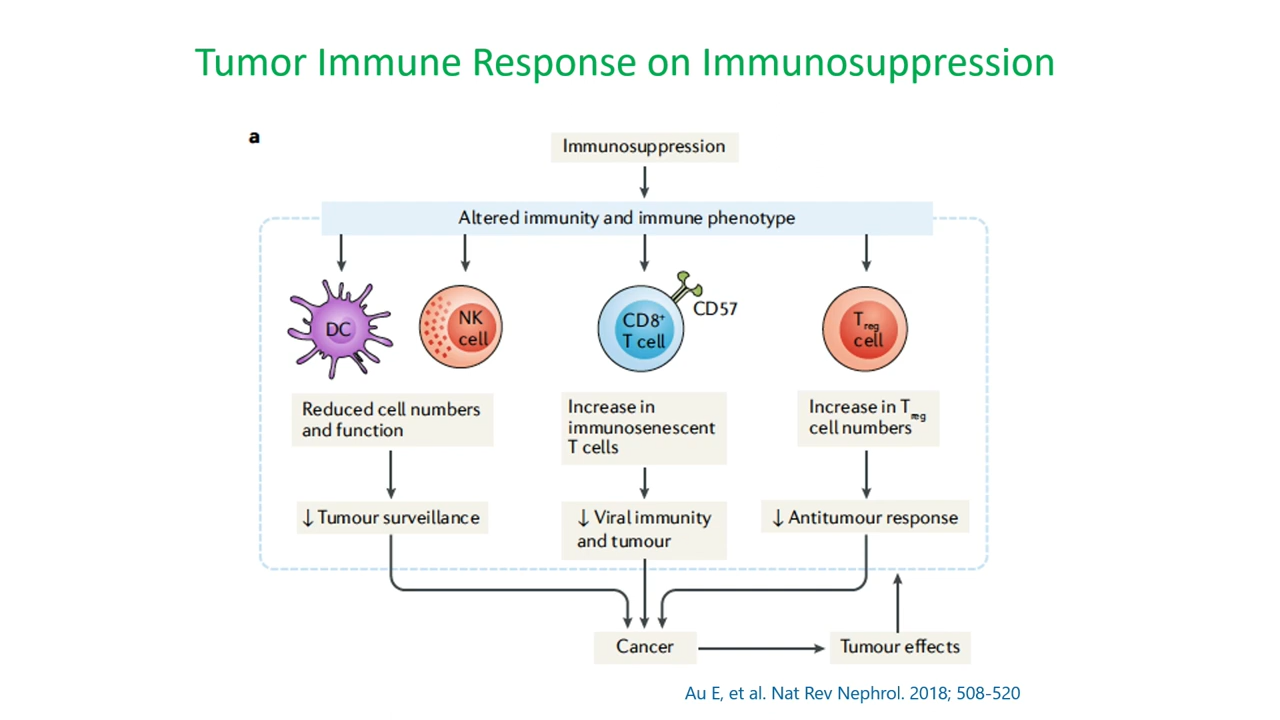 Tumor Immune Response on Immunosuppression
a
Immunosuppression
Altered immunity and immune phenotype
DC
NK
cell
CD8⁺
T cell
CD57
T reg
cell
Reduced cell numbers
and function
Increase in
immunosenescent
T cells
Increase in T reg
cell numbers
↓ Tumour surveillance
↓ Viral immunity
and tumour
↓ Antitumour response
Cancer
Tumour effects
Au E, et al. Nat Rev Nephrol. 2018; 508-520